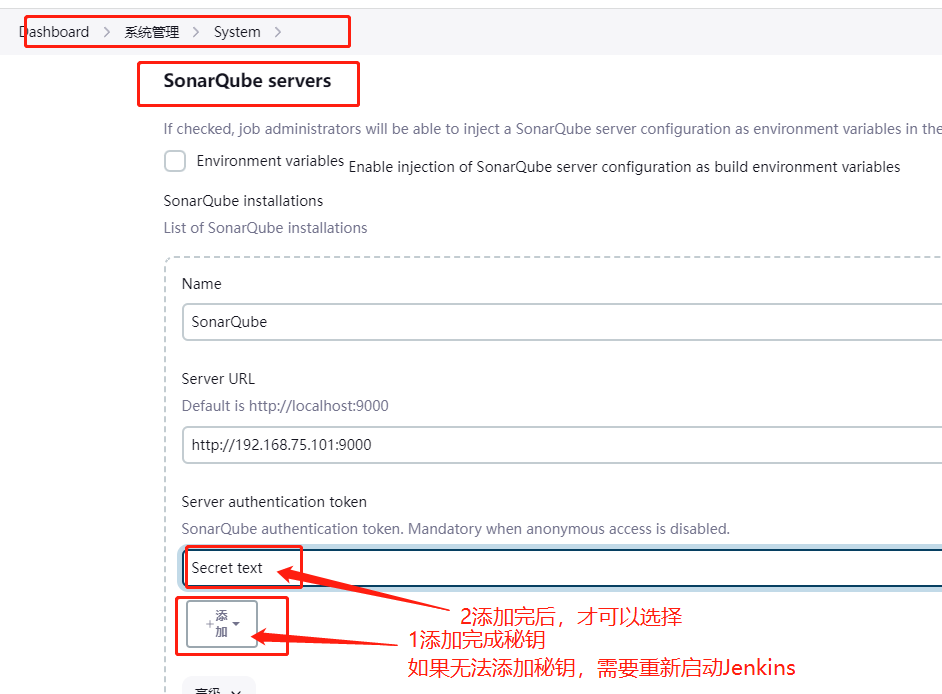 Dashboard > 系统管理 > System >
SonarQube servers
If checked, job administrators will be able to inject a SonarQube server configuration as environment variables in the
Environment variables Enable injection of SonarQube server configuration as build environment variables
SonarQube installations
List of SonarQube installations
Name
SonarQube
Server URL
Default is http://localhost:9000
http://192.168.75.101:9000
Server authentication token
SonarQube authentication token. Mandatory when anonymous access is disabled.
Secret text
+添
加
2添加完后，才可以选择
1添加完成秘钥
如果无法添加秘钥，需要重新启动Jenkins
高级